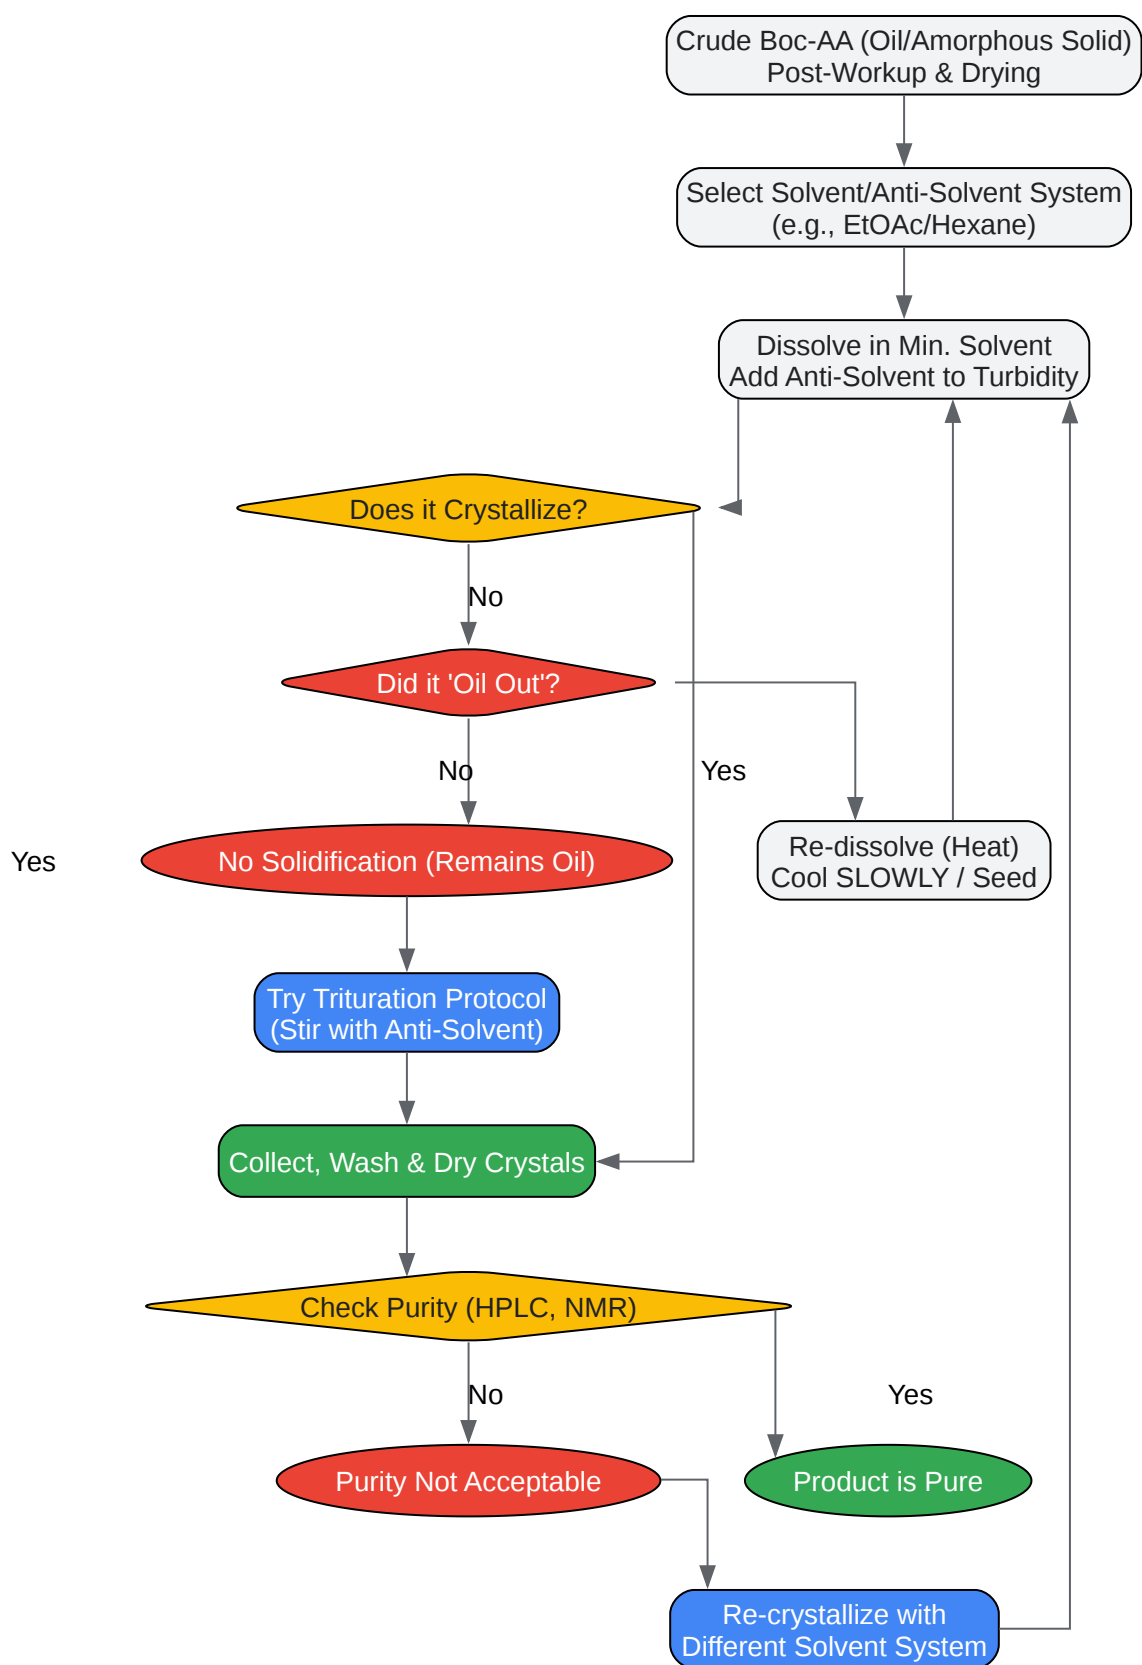 Crude Boc-AA (Oil/Amorphous Solid)
Post-Workup & Drying
Select Solvent/Anti-Solvent System
(e.g., EtOAc/Hexane)
Dissolve in Min. Solvent
Add Anti-Solvent to Turbidity
Does it Crystallize?
No
Did it 'Oil Out'?
No
Yes
Yes
No Solidification (Remains Oil)
Re-dissolve (Heat)
Cool SLOWLY / Seed
Try Trituration Protocol
(Stir with Anti-Solvent)
Collect, Wash & Dry Crystals
Check Purity (HPLC, NMR)
No
Yes
Purity Not Acceptable
Product is Pure
Re-crystallize with
Different Solvent System